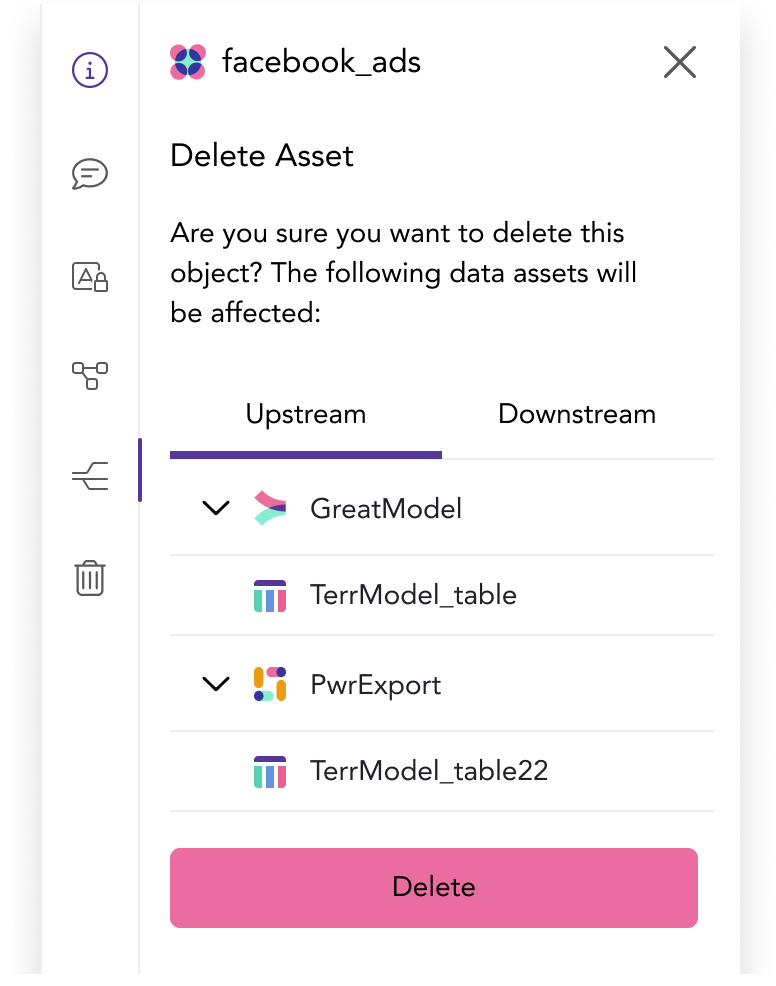 facebook_ads
Delete Asset
Are you sure you want to delete this
object? The following data assets will
be affected:
Upstream
Downstream
GreatModel
TerrModel_table
PwrExport
TerrModel_table22
Delete